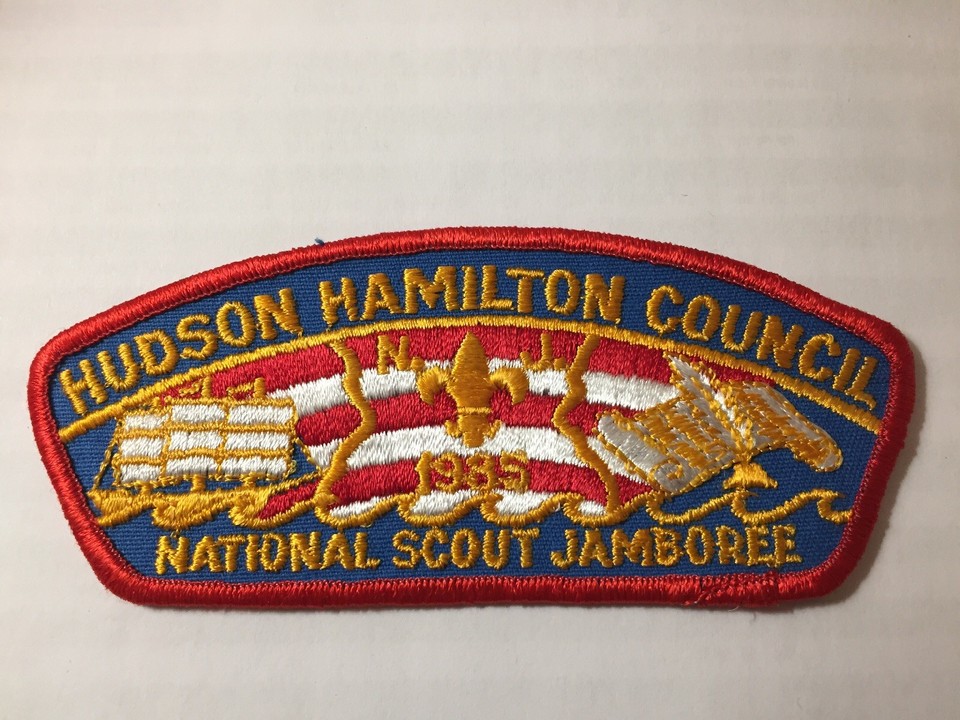 HUDSON HAMILTON COUNCIL
N. J.
1985
NATIONAL SCOUT JAMBOREE